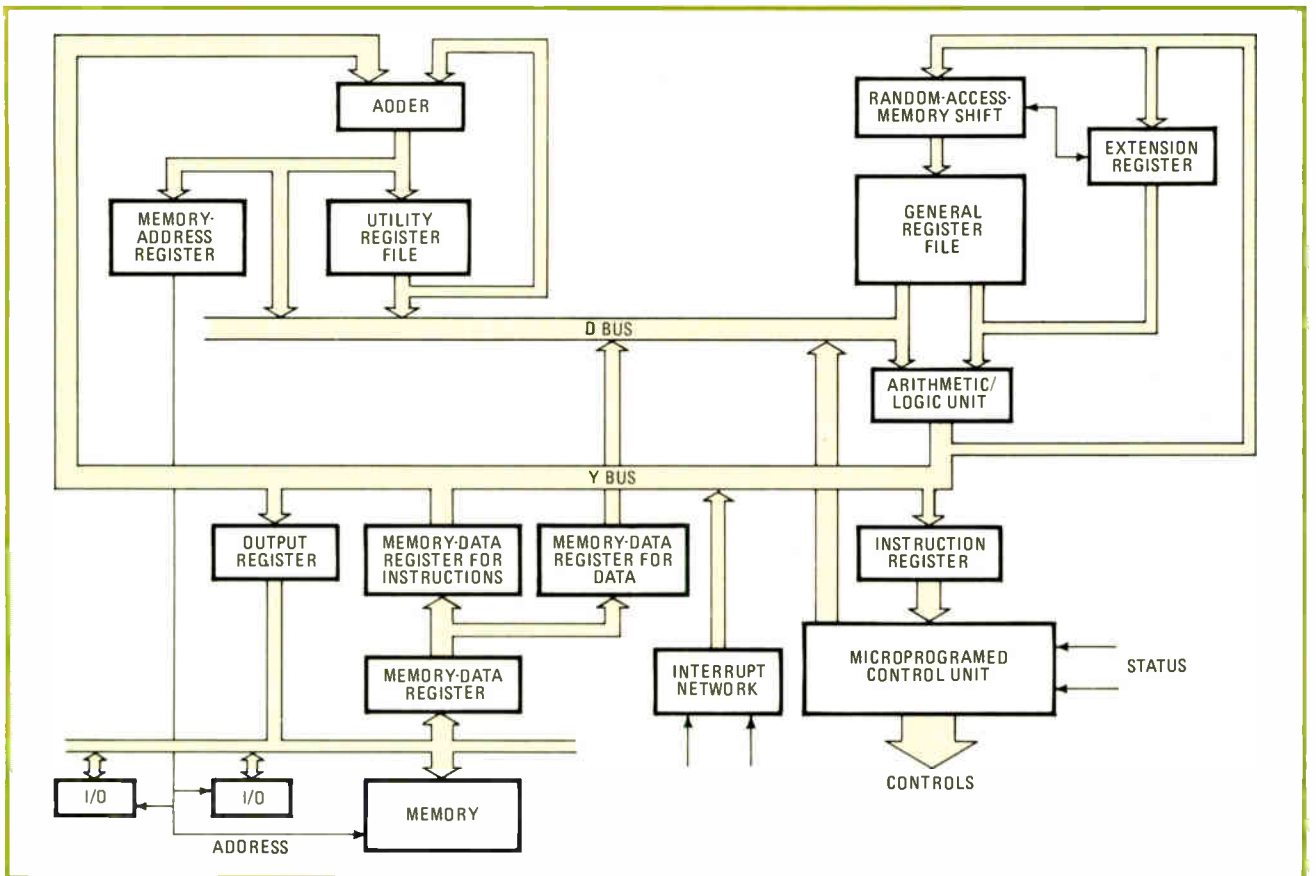 ADDER
RANDOM-ACCESS-
MEMORY SHIFT
EXTENSION
REGISTER
MEMORY-
ADDRESS
REGISTER
UTILITY
REGISTER
FILE
GENERAL
REGISTER
FILE
D BUS
ARITHMETIC/
LOGIC UNIT
Y BUS
OUTPUT
REGISTER
MEMORY-DATA
REGISTER FOR
INSTRUCTIONS
MEMORY-DATA
REGISTER FOR
DATA
INSTRUCTION
REGISTER
MEMORY-DATA
REGISTER
INTERRUPT
NETWORK
MICROPROGRAMED
CONTROL UNIT
STATUS
I/O
I/O
MEMORY
CONTROLS
ADDRESS